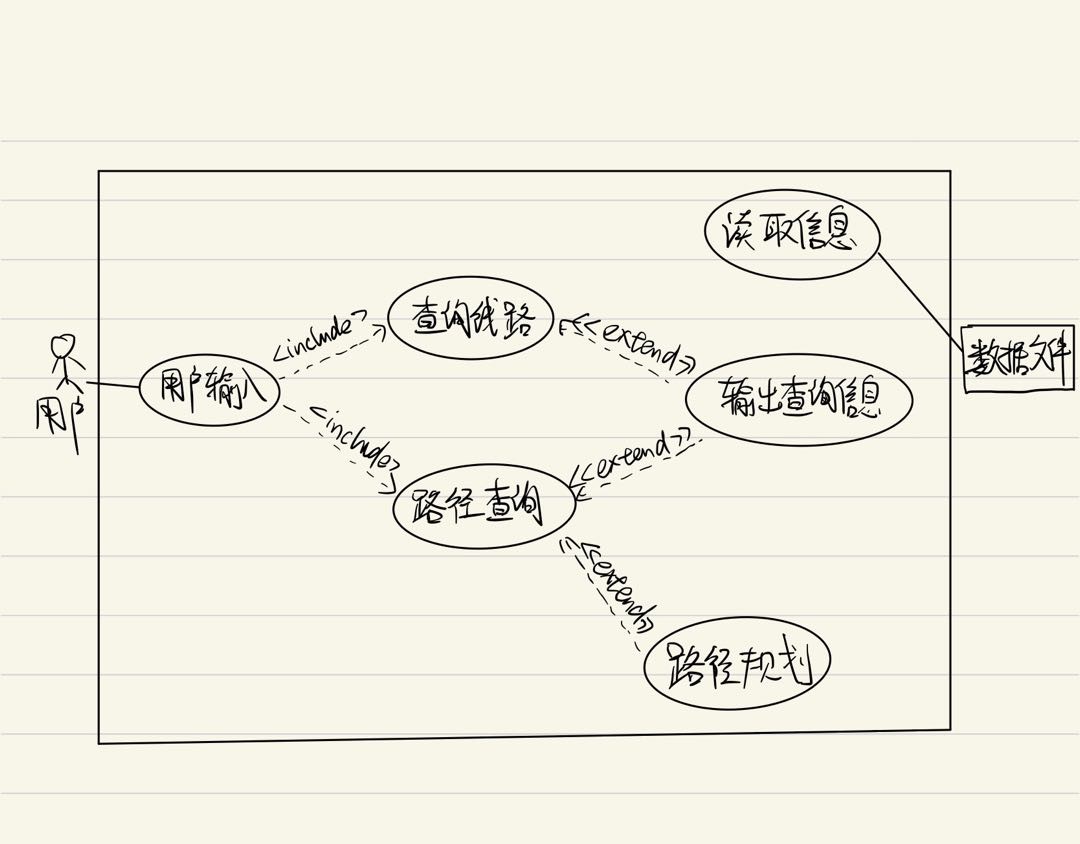 读取信息
查询线路
<include>
<<extend>>
数据文件
用户输入
输出查询信息
用户
<include>
<<extend>>
路径查询
<<extend>>
路径规划